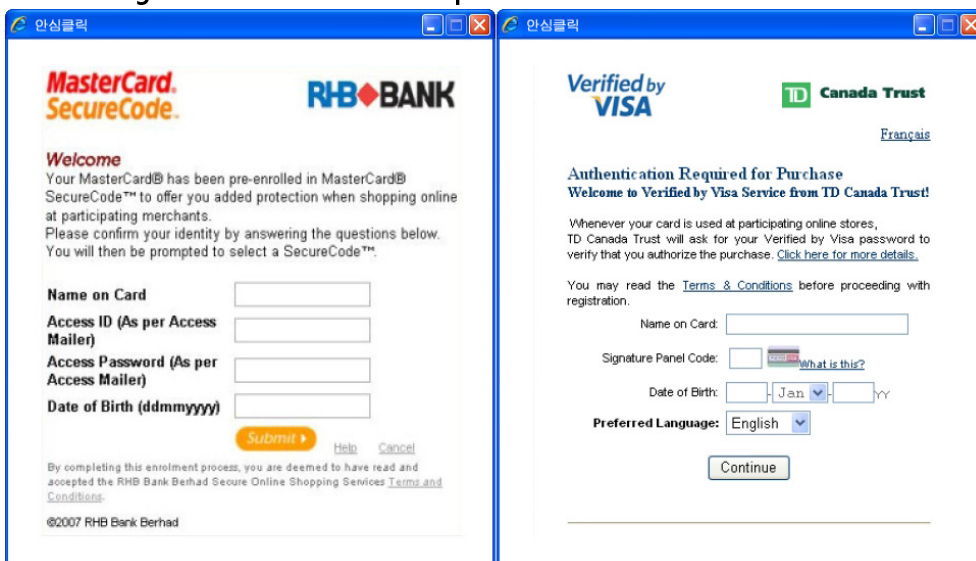 안심클릭
MasterCard.
SecureCode.
RHB BANK
Welcome
Your MasterCard® has been pre-enrolled in MasterCard®
SecureCode™ to offer you added protection when shopping online
at participating merchants.
Please confirm your identity by answering the questions below.
You will then be prompted to select a SecureCode™.
Name on Card
Access ID (As per Access
Mailer)
Access Password (As per
Access Mailer)
Date of Birth (ddmmyyyy)
Submit
Help Cancel
By completing this enrolment process, you are deemed to have read and
accepted the RHB Bank Berhad Secure Online Shopping Services Terms and
Conditions.
©2007 RHB Bank Berhad
안심클릭
Verified by
VISA
TD Canada Trust
Français
Authentication Required for Purchase
Welcome to Verified by Visa Service from TD Canada Trust!
Whenever your card is used at participating online stores,
TD Canada Trust will ask for your Verified by Visa password to
verify that you authorize the purchase. Click here for more details.
You may read the Terms & Conditions before proceeding with
registration.
Name on Card:
Signature Panel Code: What is this?
Date of Birth: - Jan - YY
Preferred Language: English
Continue